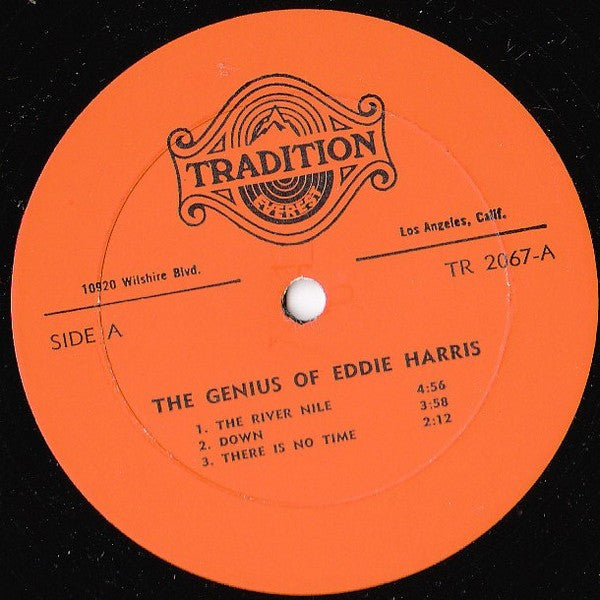 TRADITION
EVEREST
10920 Wilshire Blvd.
Los Angeles, Calif.
SIDE A
TR 2067-A
THE GENIUS OF EDDIE HARRIS
1. THE RIVER NILE 4:56
2. DOWN 3:58
3. THERE IS NO TIME 2:12